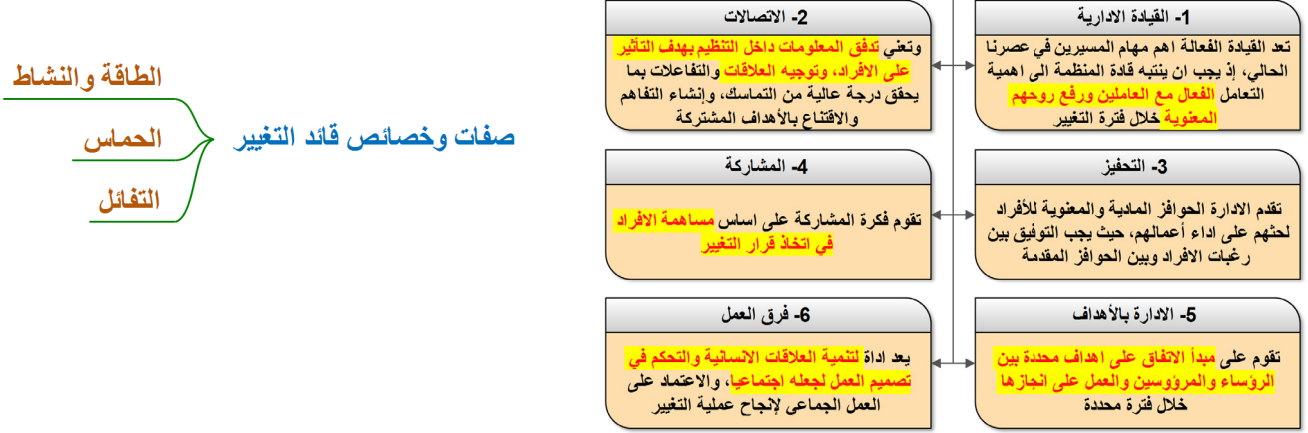 1- القيادة الادارية
تعد القيادة الفعالة اهم مهام المسيرين في عصرنا
الحالي، إذ يجب ان ينتبه قادة المنظمة الى اهمية
التعامل الفعال مع العاملين ورفع روحهم
المعنوية خلال فترة التغيير
2- الاتصالات
وتعني تدفق المعلومات داخل التنظيم بهدف التأثير
على الافراد، وتوجيه العلاقات والتفاعلات بما
يحقق درجة عالية من التماسك، وإنشاء التفاهم
والاقتناع بالأهداف المشتركة
3- التحفيز
تقدم الادارة الحوافز المادية والمعنوية للأفراد
لحثهم على اداء أعمالهم، حيث يجب التوفيق بين
رغبات الافراد وبين الحوافز المقدمة
4- المشاركة
تقوم فكرة المشاركة على اساس مساهمة الافراد
في اتخاذ قرار التغيير
5- الادارة بالأهداف
تقوم على مبدأ الاتفاق على اهداف محددة بين
الرؤساء والمرؤوسين والعمل على انجازها
خلال فترة محددة
6- فرق العمل
يعد اداة لتنمية العلاقات الانسانية والتحكم في
تصميم العمل لجعله اجتماعيا، والاعتماد على
العمل الجماعي لإنجاح عملية التغيير
صفات وخصائص قائد التغيير
الطاقة والنشاط
الحماس
التفائل